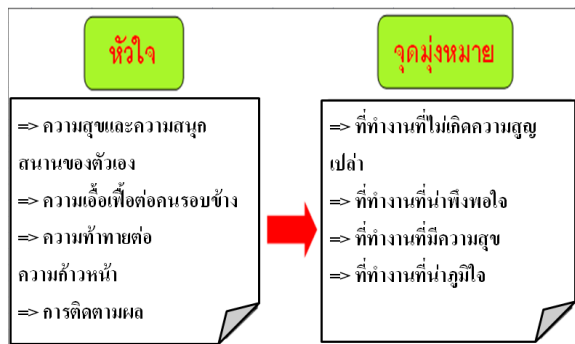 หัวใจ
=> ความสุขและความสนุก
สนานของตัวเอง
=> ความเอื้อเฟื้อต่อคนรอบข้าง
=> ความท้าทายต่อ
ความก้าวหน้า
=> การติดตามผล
จุดมุ่งหมาย
=> ที่ทำงานที่ไม่เกิดความสูญ
เปล่า
=> ที่ทำงานที่น่าพึงพอใจ
=> ที่ทำงานที่มีความสุข
=> ที่ทำงานที่น่าภูมิใจ